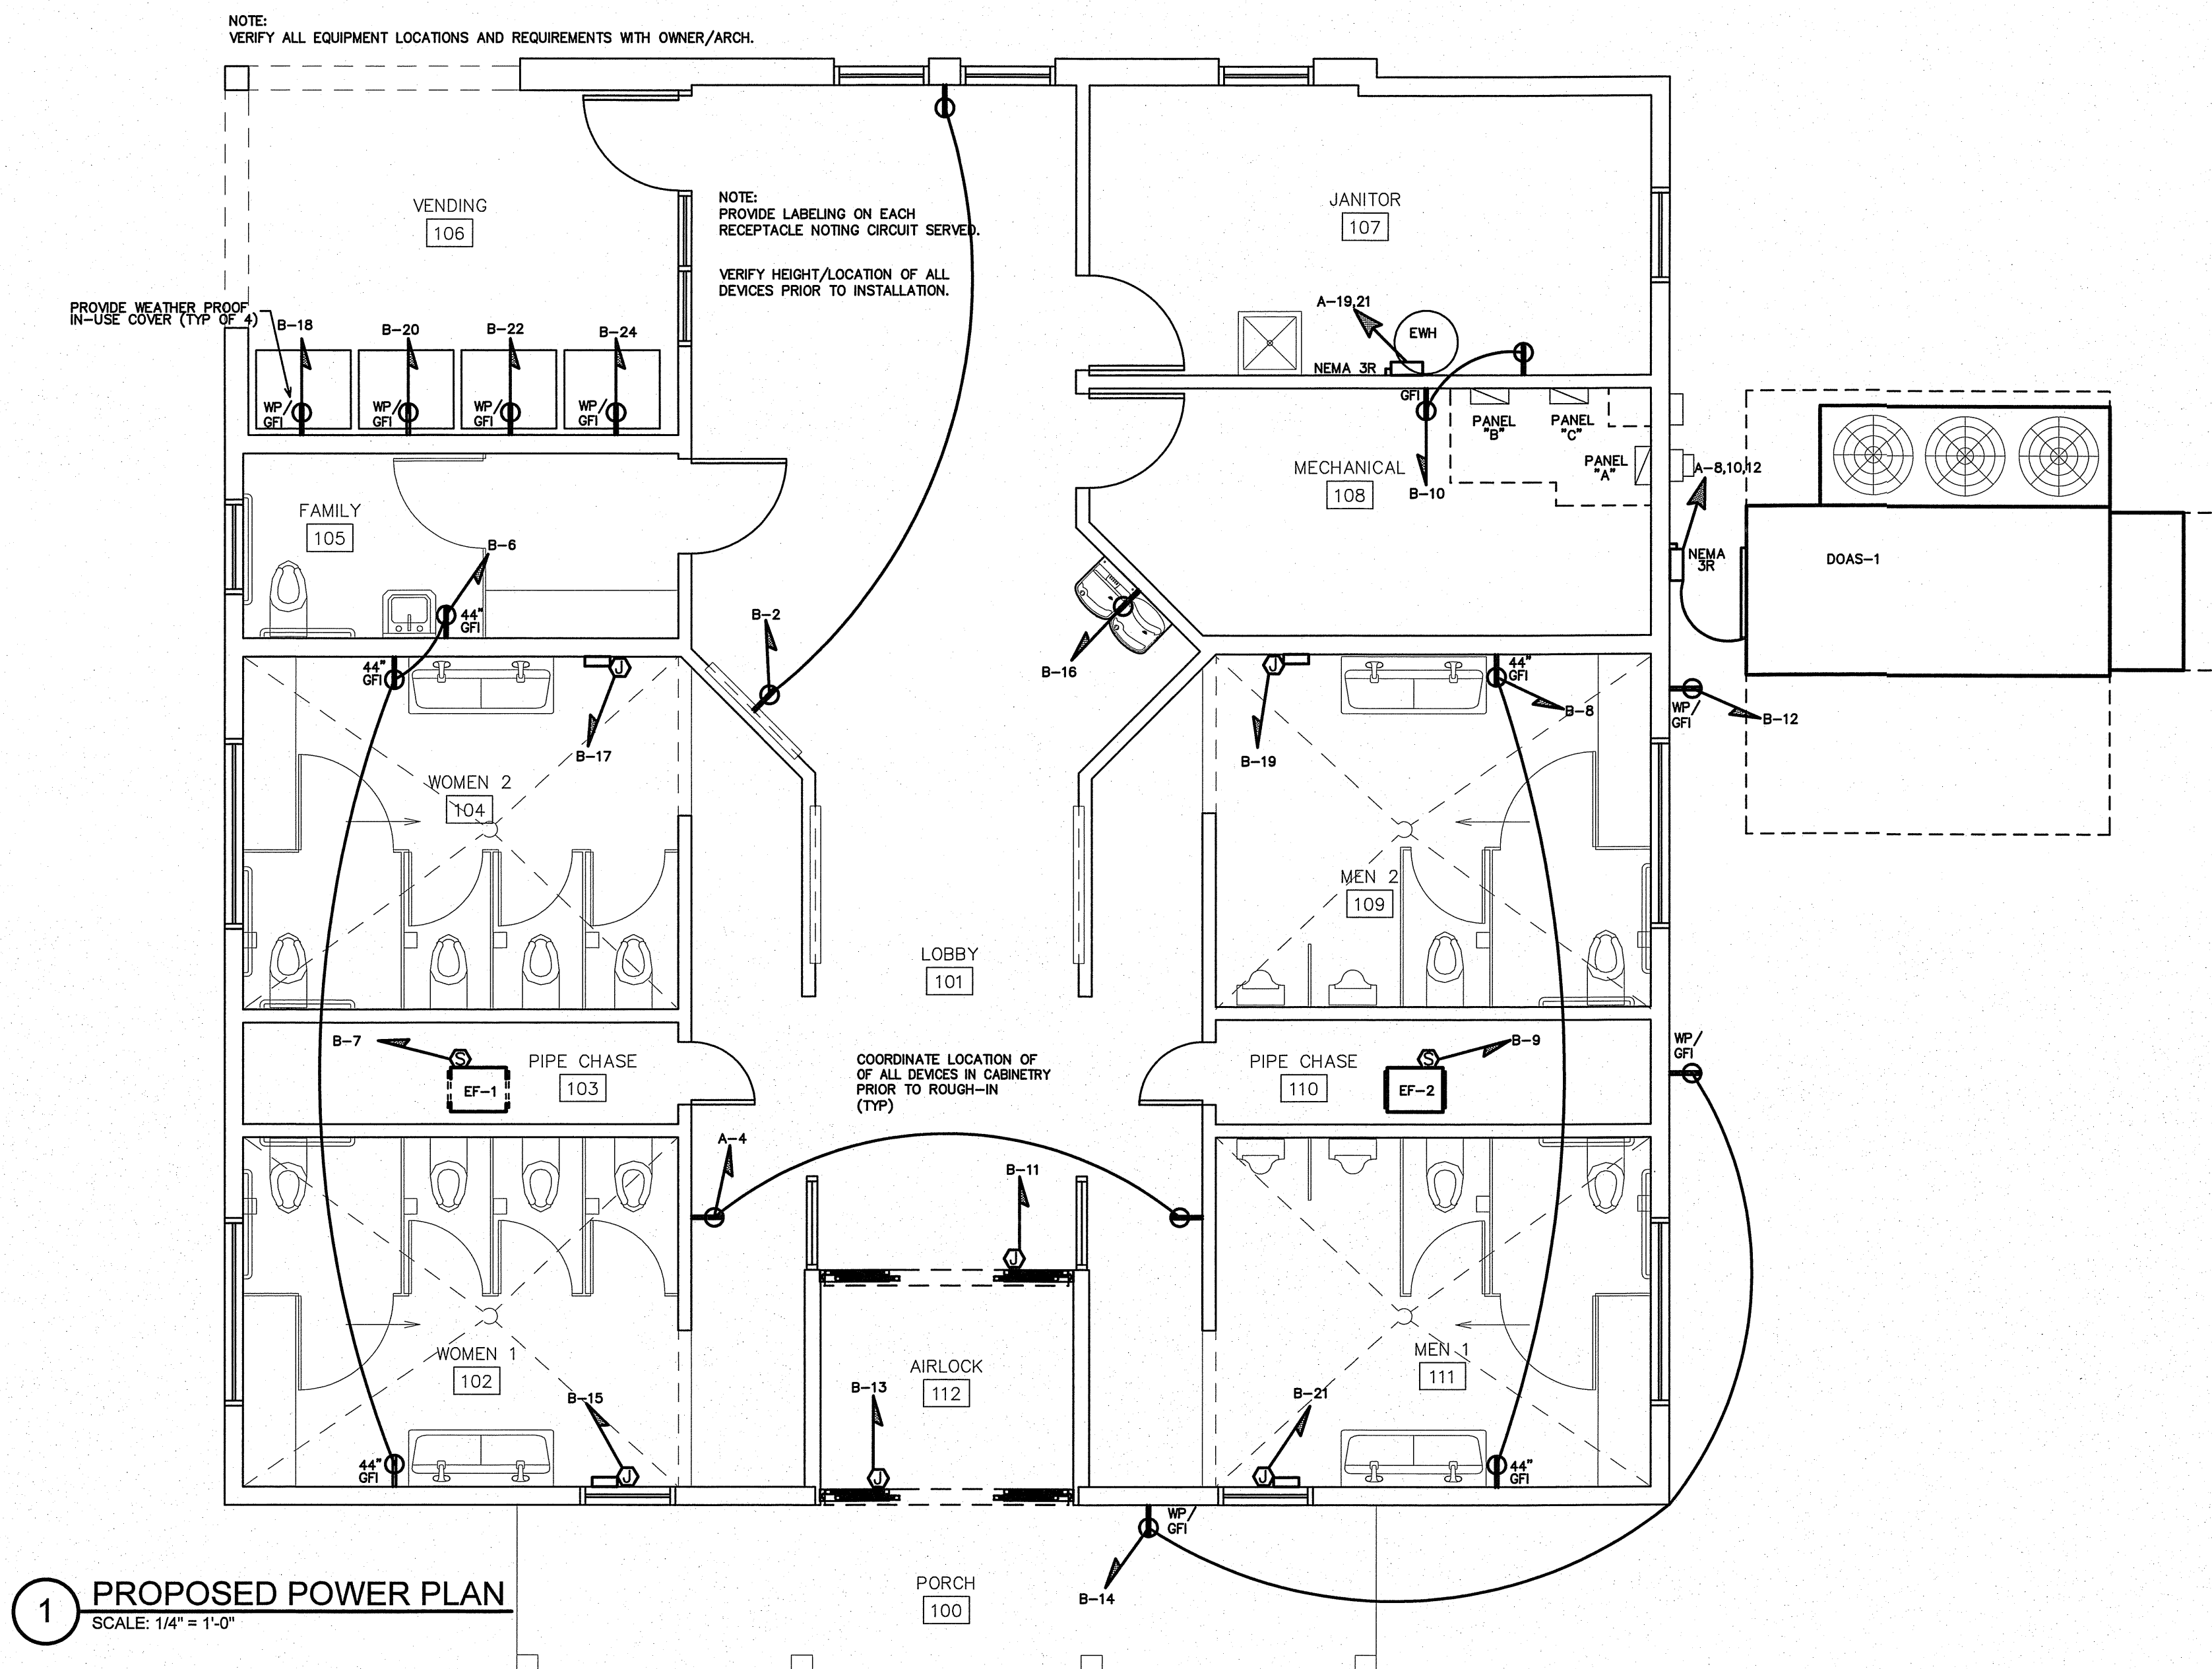 NOTE:
VERIFY ALL EQUIPMENT LOCATIONS AND REQUIREMENTS WITH OWNER/ARCH.
VENDING
106
NOTE:
PROVIDE LABELING ON EACH
RECEPTACLE NOTING CIRCUIT SERVED.
VERIFY HEIGHT/LOCATION OF ALL
DEVICES PRIOR TO INSTALLATION.
JANITOR
107
PROVIDE WEATHER PROOF
IN-USE COVER (TYP OF 4)
B-18
B-20
B-22
B-24
WP/
GFI
WP/
GFI
WP/
GFI
WP/
GFI
A-19,21
EWH
NEMA 3R
GFI
PANEL
"B"
PANEL
"C"
PANEL
"A"
MECHANICAL
108
B-10
A-8,10,12
NEMA
3R
DOAS-1
FAMILY
105
B-6
44"
GFI
B-2
B-16
44"
GFI
J
B-17
WOMEN 2
104
J
B-19
44"
GFI
B-8
WP/
GFI
B-12
MEN 2
109
LOBBY
101
B-7
S
EF-1
PIPE CHASE
103
COORDINATE LOCATION OF
OF ALL DEVICES IN CABINETRY
PRIOR TO ROUGH-IN
(TYP)
PIPE CHASE
110
S
EF-2
B-9
WP/
GFI
A-4
B-11
J
WOMEN 1
102
B-15
J
44"
GFI
AIRLOCK
112
B-13
J
MEN 1
111
B-21
J
44"
GFI
WP/
GFI
B-14
PORCH
100
1
PROPOSED POWER PLAN
SCALE: 1/4" = 1'-0"